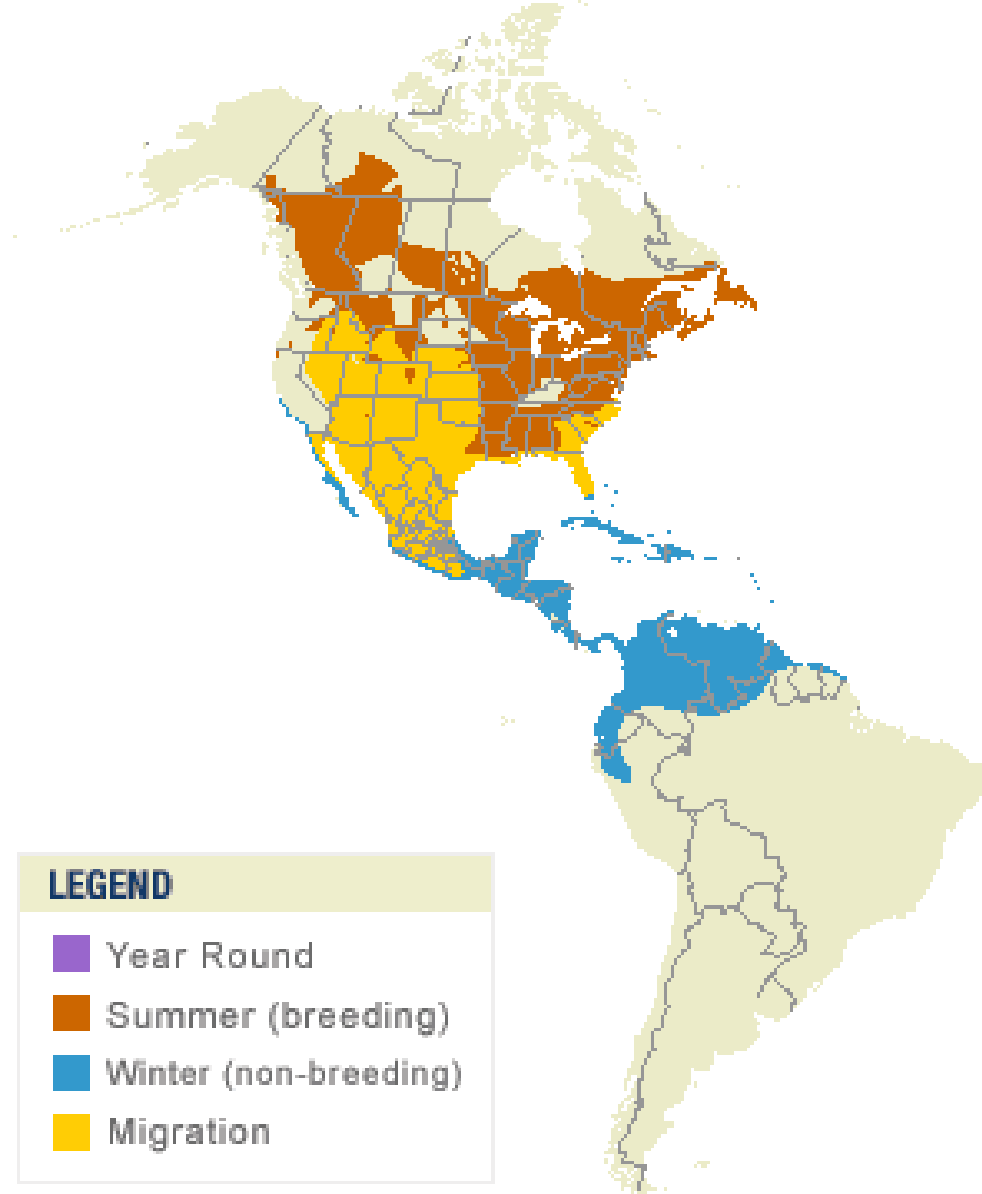 LEGEND
Year Round
Summer (breeding)
Winter (non-breeding)
Migration